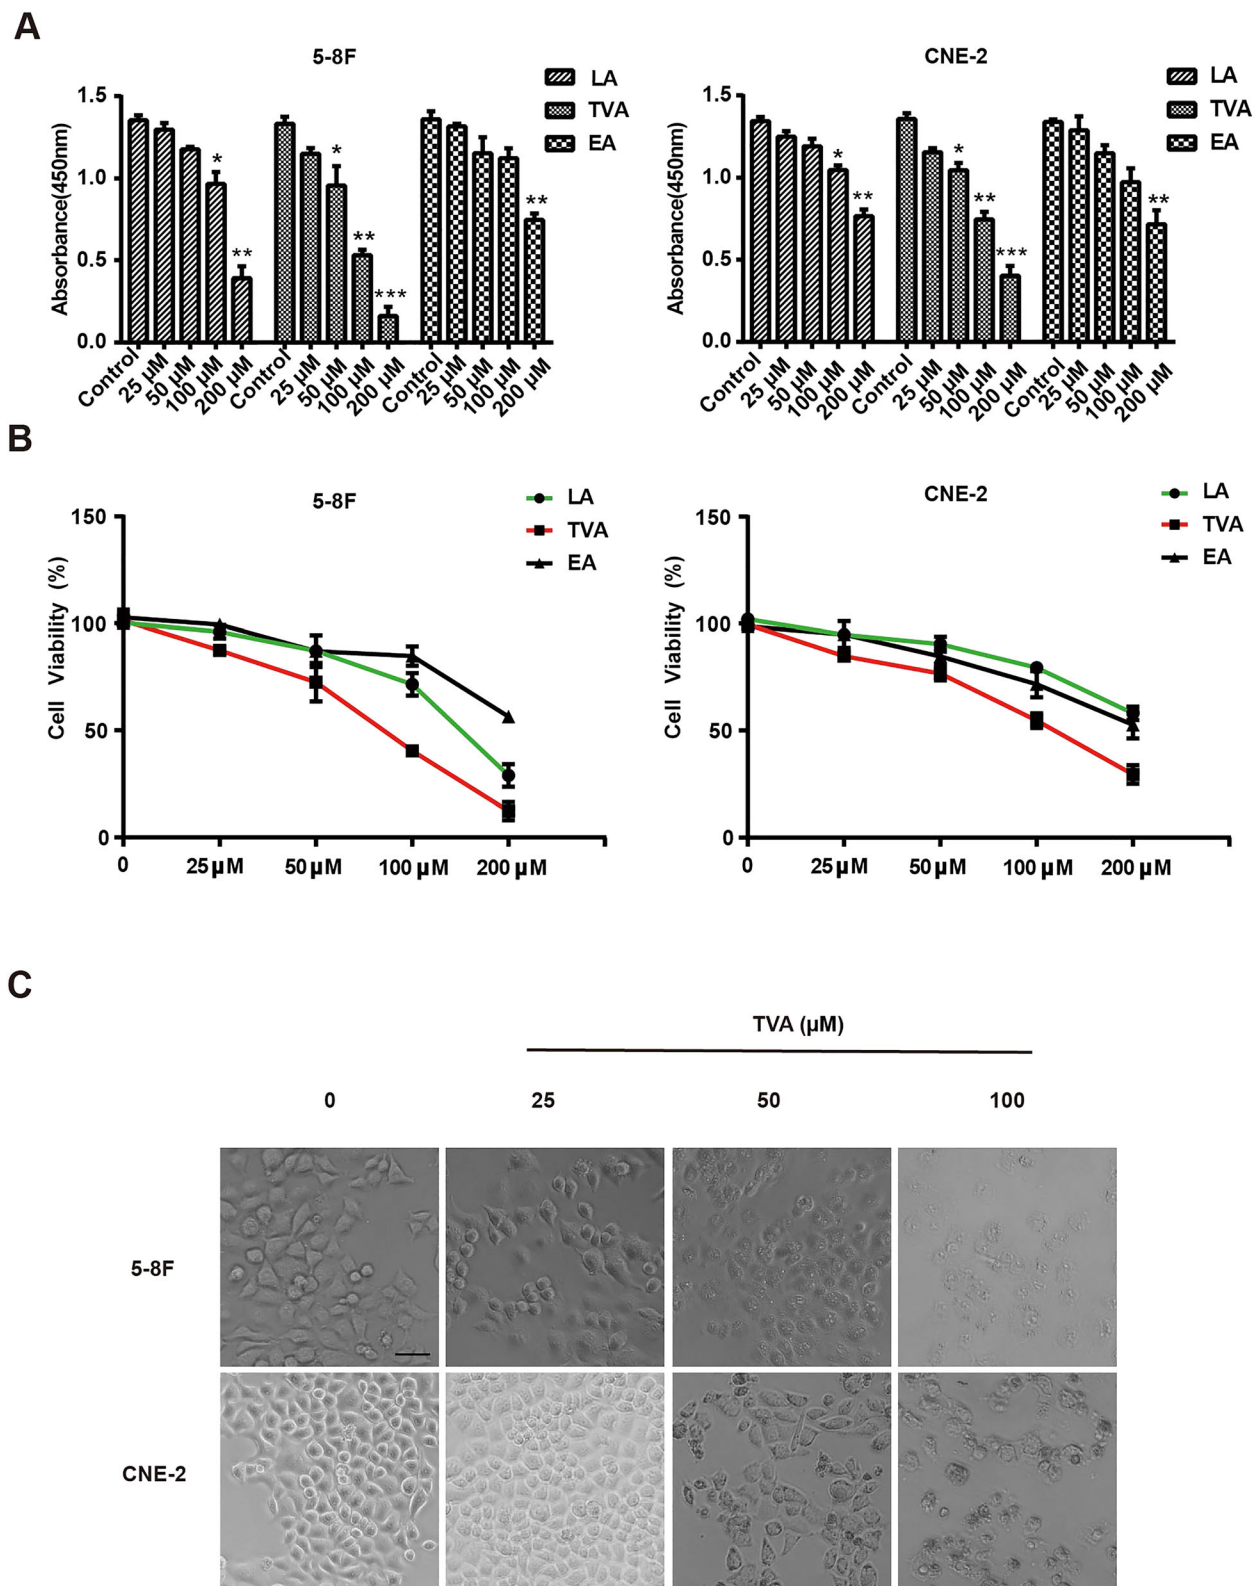 A
5-8F
LA
TVA
EA
Absorbance(450nm)
1.5
1.0
0.5
0.0
*
**
*
**
***
**
Control
25 μM
50 μM
100 μM
200 μM
Control
25 μM
50 μM
100 μM
200 μM
Control
25 μM
50 μM
100 μM
200 μM
CNE-2
LA
TVA
EA
Absorbance(450nm)
1.5
1.0
0.5
0.0
*
**
*
**
***
**
Control
25 μM
50 μM
100 μM
200 μM
Control
25 μM
50 μM
100 μM
200 μM
Control
25 μM
50 μM
100 μM
200 μM
B
5-8F
LA
TVA
EA
Cell Viability (%)
150
100
50
0
0
25 μM
50 μM
100 μM
200 μM
CNE-2
LA
TVA
EA
Cell Viability (%)
150
100
50
0
0
25 μM
50 μM
100 μM
200 μM
C
TVA (μM)
0
25
50
100
5-8F
CNE-2